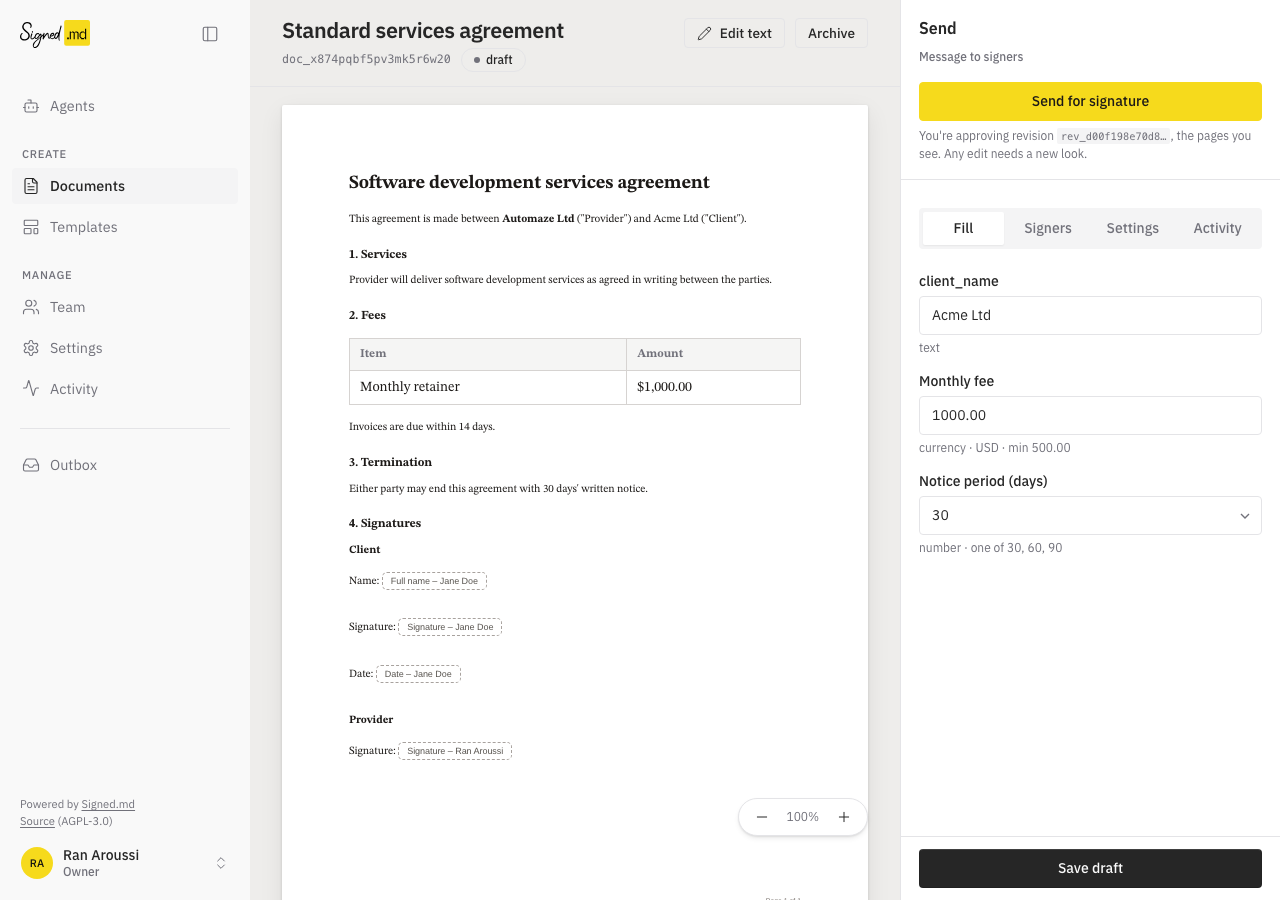 Signed .md
Agents
CREATE
Documents
Templates
MANAGE
Team
Settings
Activity
Outbox
Powered by Signed.md
Source (AGPL-3.0)
RA
Ran Aroussi
Owner
Standard services agreement
doc_x874pqbf5pv3mk5r6w20
draft
Edit text
Archive
Software development services agreement
This agreement is made between Automaze Ltd ("Provider") and Acme Ltd ("Client").
1. Services
Provider will deliver software development services as agreed in writing between the parties.
2. Fees
Item Amount
Monthly retainer $1,000.00
Invoices are due within 14 days.
3. Termination
Either party may end this agreement with 30 days' written notice.
4. Signatures
Client
Name: Full name – Jane Doe
Signature: Signature – Jane Doe
Date: Date – Jane Doe
Provider
Signature: Signature – Ran Aroussi
100%
Send
Message to signers
Send for signature
You're approving revision rev_d00f198e70d8…, the pages you
see. Any edit needs a new look.
Fill Signers Settings Activity
client_name
Acme Ltd
text
Monthly fee
1000.00
currency · USD · min 500.00
Notice period (days)
30
number · one of 30, 60, 90
Save draft